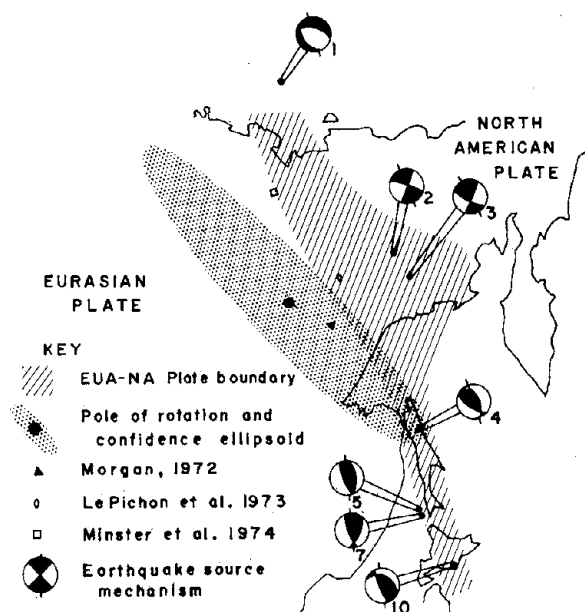 1
NORTH
AMERICAN
PLATE
2
3
EURASIAN
PLATE
KEY
EUA-NA Plate boundary
Pole of rotation and
confidence ellipsoid
Morgan, 1972
LePichon et al. 1973
Minster et al. 1974
Earthquake source
mechanism
4
5
7
10